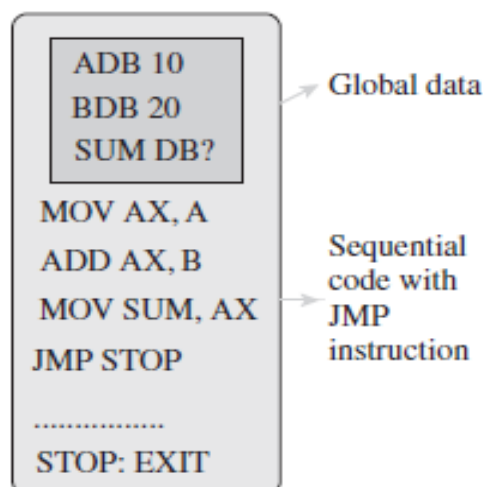 ADB 10
BDB 20
SUM DB?
Global data
MOV AX, A
ADD AX, B
MOV SUM, AX
JMP STOP
................
STOP: EXIT
Sequential
code with
JMP
instruction